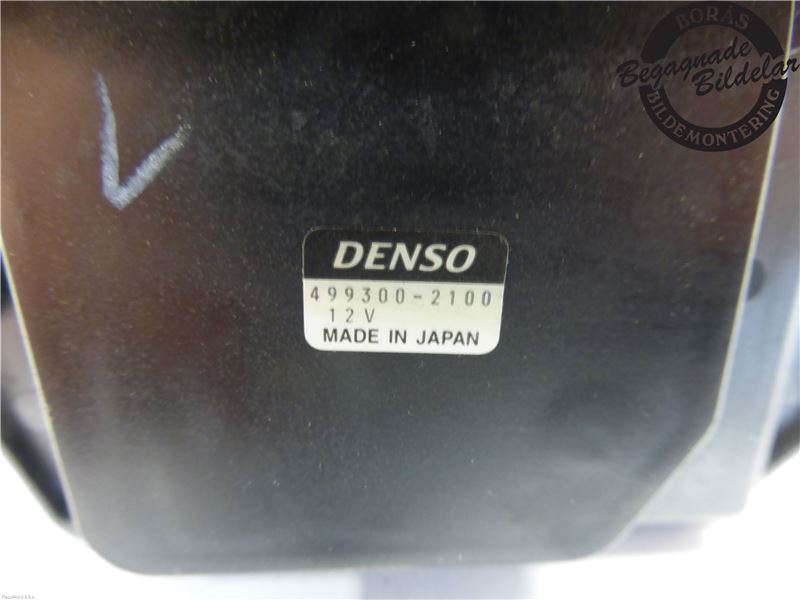 BORÅS
Begagnade
Bildelar
BILDEMONTERING
DENSO
499300-2100
12V
MADE IN JAPAN